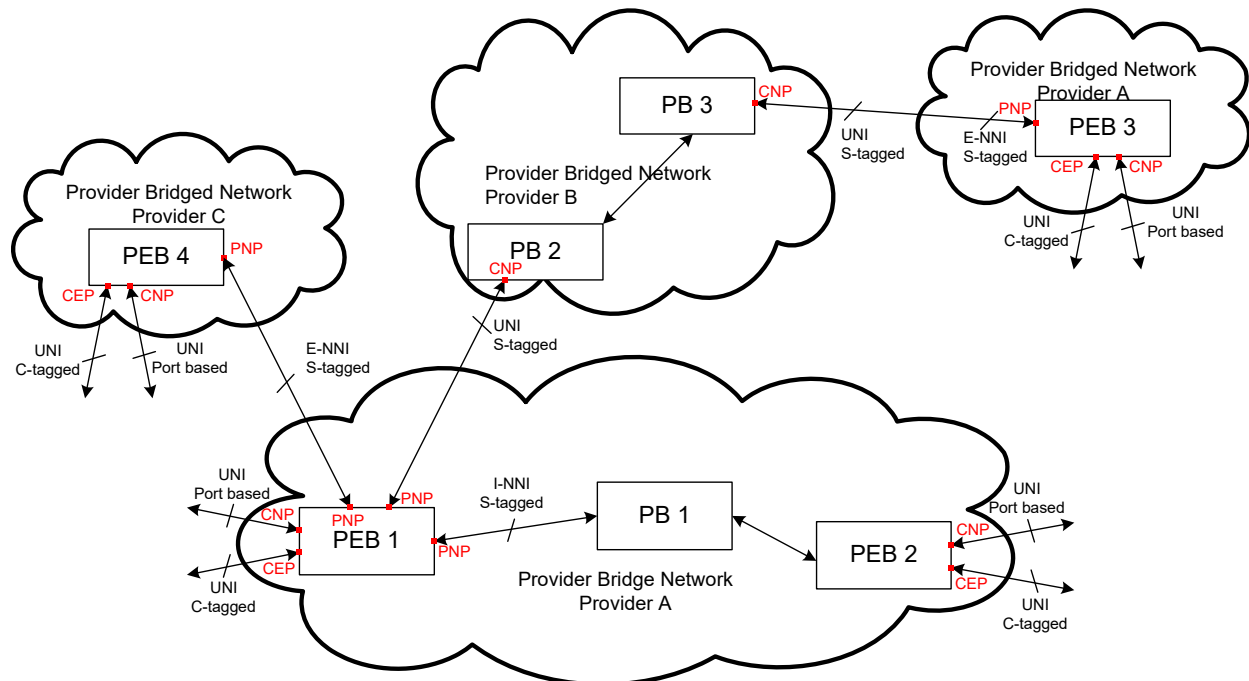 Provider Bridged Network
Provider A
PNP
PEB 3
E-NNI
S-tagged
CEP
CNP
UNI
C-tagged
UNI
Port based
PB 3
CNP
UNI
S-tagged
Provider Bridged Network
Provider B
PB 2
CNP
UNI
S-tagged
Provider Bridged Network
Provider C
PEB 4
PNP
CEP
CNP
UNI
C-tagged
UNI
Port based
E-NNI
S-tagged
UNI
Port based
CNP
PNP
PNP
PEB 1
PNP
CEP
UNI
C-tagged
I-NNI
S-tagged
PB 1
Provider Bridge Network
Provider A
PEB 2
CNP
CEP
UNI
Port based
UNI
C-tagged